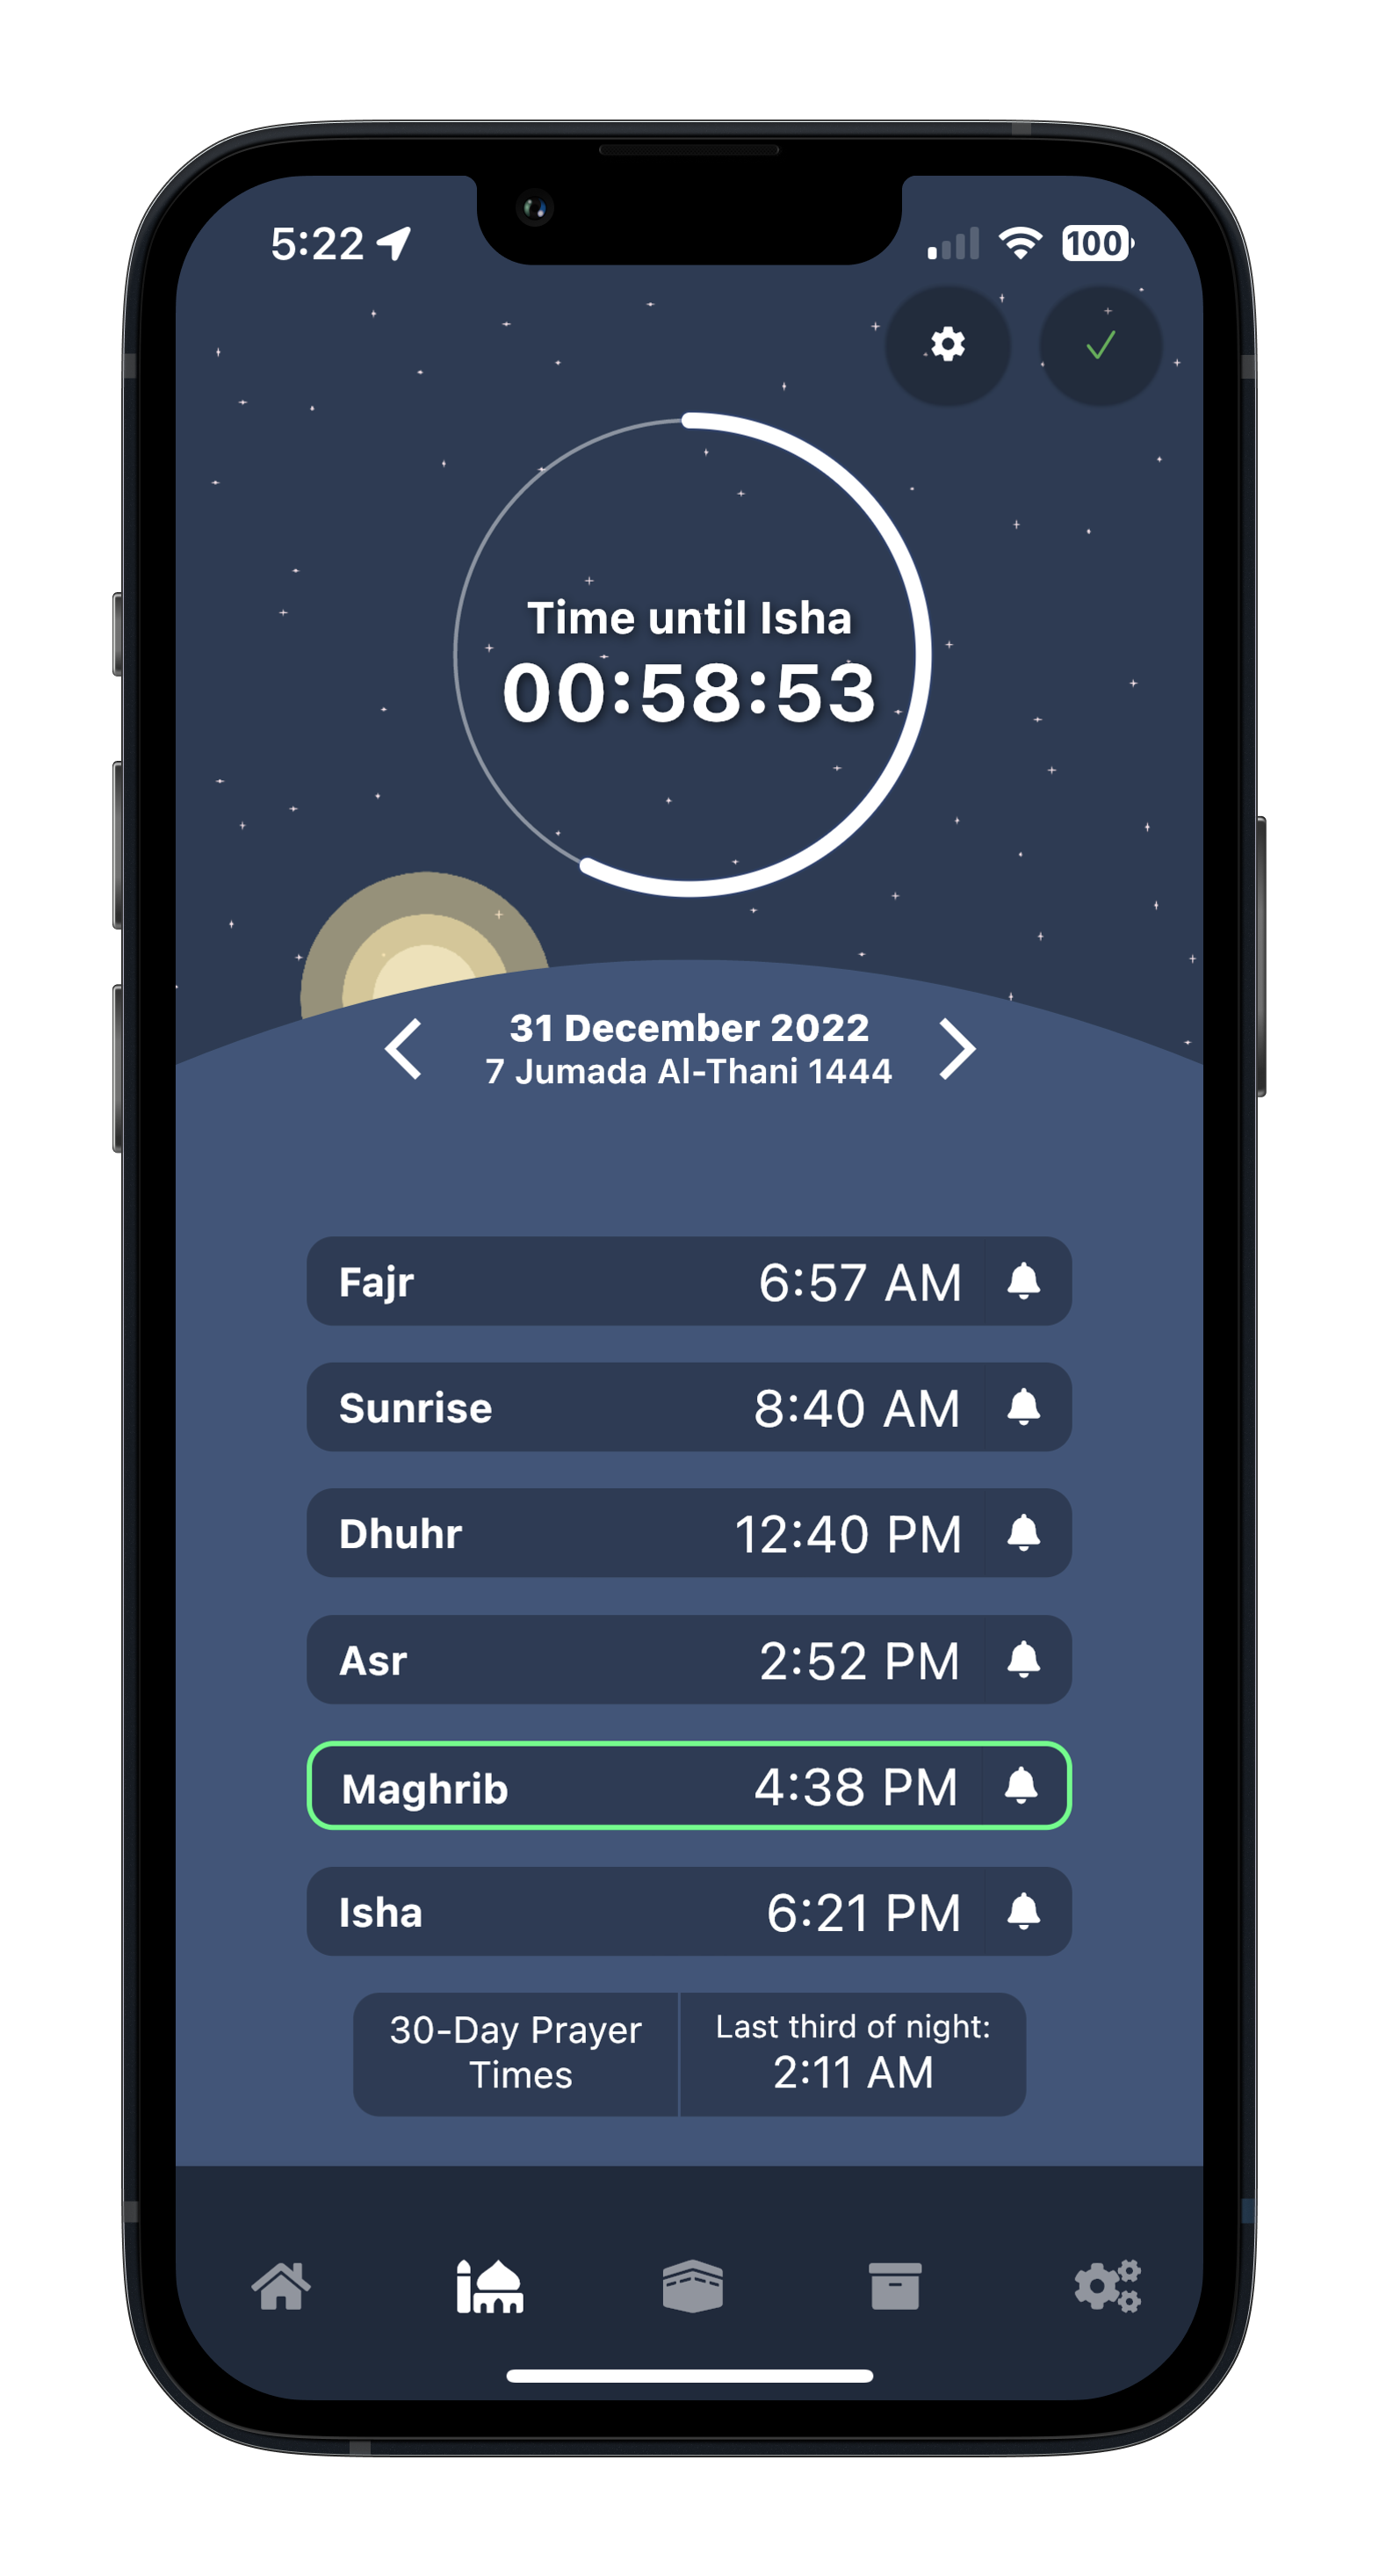 5:22
100
Time until Isha
00:58:53
31 December 2022
7 Jumada Al-Thani 1444
Fajr 6:57 AM
Sunrise 8:40 AM
Dhuhr 12:40 PM
Asr 2:52 PM
Maghrib 4:38 PM
Isha 6:21 PM
30-Day Prayer
Times
Last third of night:
2:11 AM